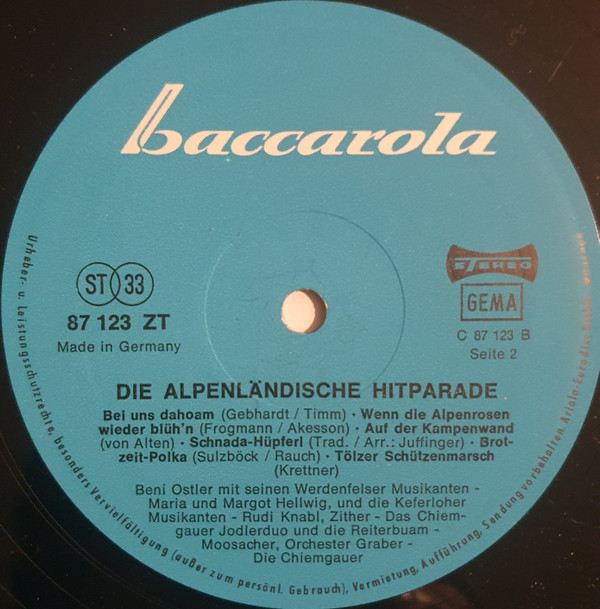 baccarola
ST 33
87 123 ZT
Made in Germany
STEREO
GEMA
C 87 123 B
Seite 2
DIE ALPENLÄNDISCHE HITPARADE
Bei uns dahoam (Gebhardt / Timm) · Wenn die Alpenrosen
wieder blüh'n (Frogmann / Akesson) · Auf der Kampenwand
(von Alten) · Schnada-Hüpferl (Trad. / Arr.: Juffinger) · Brot-
zeit-Polka (Sulzböck / Rauch) · Tölzer Schützenmarsch
(Krettner)
Beni Ostler mit seinen Werdenfelser Musikanten -
Maria und Margot Hellwig, und die Keferloher
Musikanten - Rudi Knabl, Zither - Das Chiem-
gauer Jodlerduo und die Reiterbuam -
Moosacher, Orchester Graber -
Die Chiemgauer
Urheber- u. Leistungsschutzrechte, besonders Vervielfältigung (außer zum persönl. Gebrauch), Vermietung, Aufführung, Sendung vorbehalten. Ariola-Eurodisc GmbH.